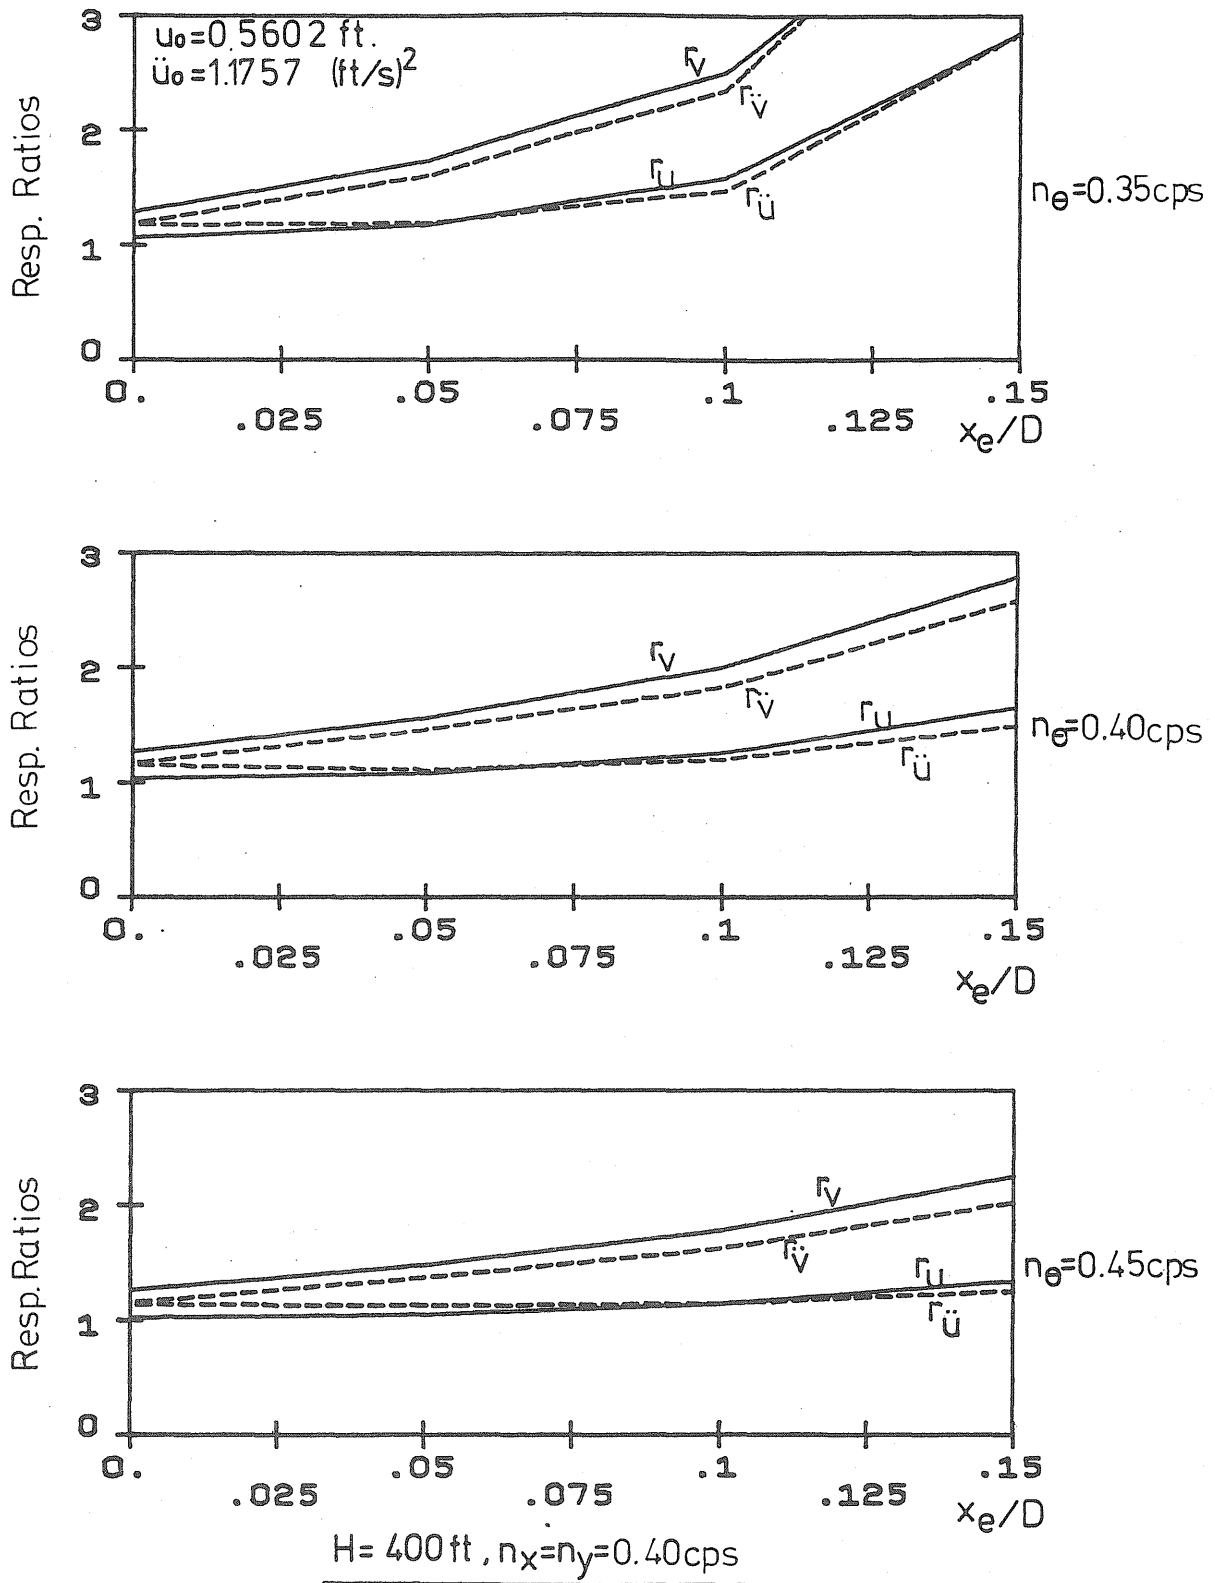 u₀=0.5602 ft.
ü₀=1.1757 (ft/s)²
Resp. Ratios
3
2
1
0
r_v
r_v̈
r_u
r_ü
n_θ=0.35cps
0. .025 .05 .075 .1 .125 .15
x_e/D
Resp. Ratios
3
2
1
0
r_v
r_v̈
r_u
r_ü
n_θ=0.40cps
0. .025 .05 .075 .1 .125 .15
x_e/D
Resp. Ratios
3
2
1
0
r_v
r_v̈
r_u
r_ü
n_θ=0.45cps
0. .025 .05 .075 .1 .125 .15
x_e/D
H= 400ft , n_x=n_y=0.40cps